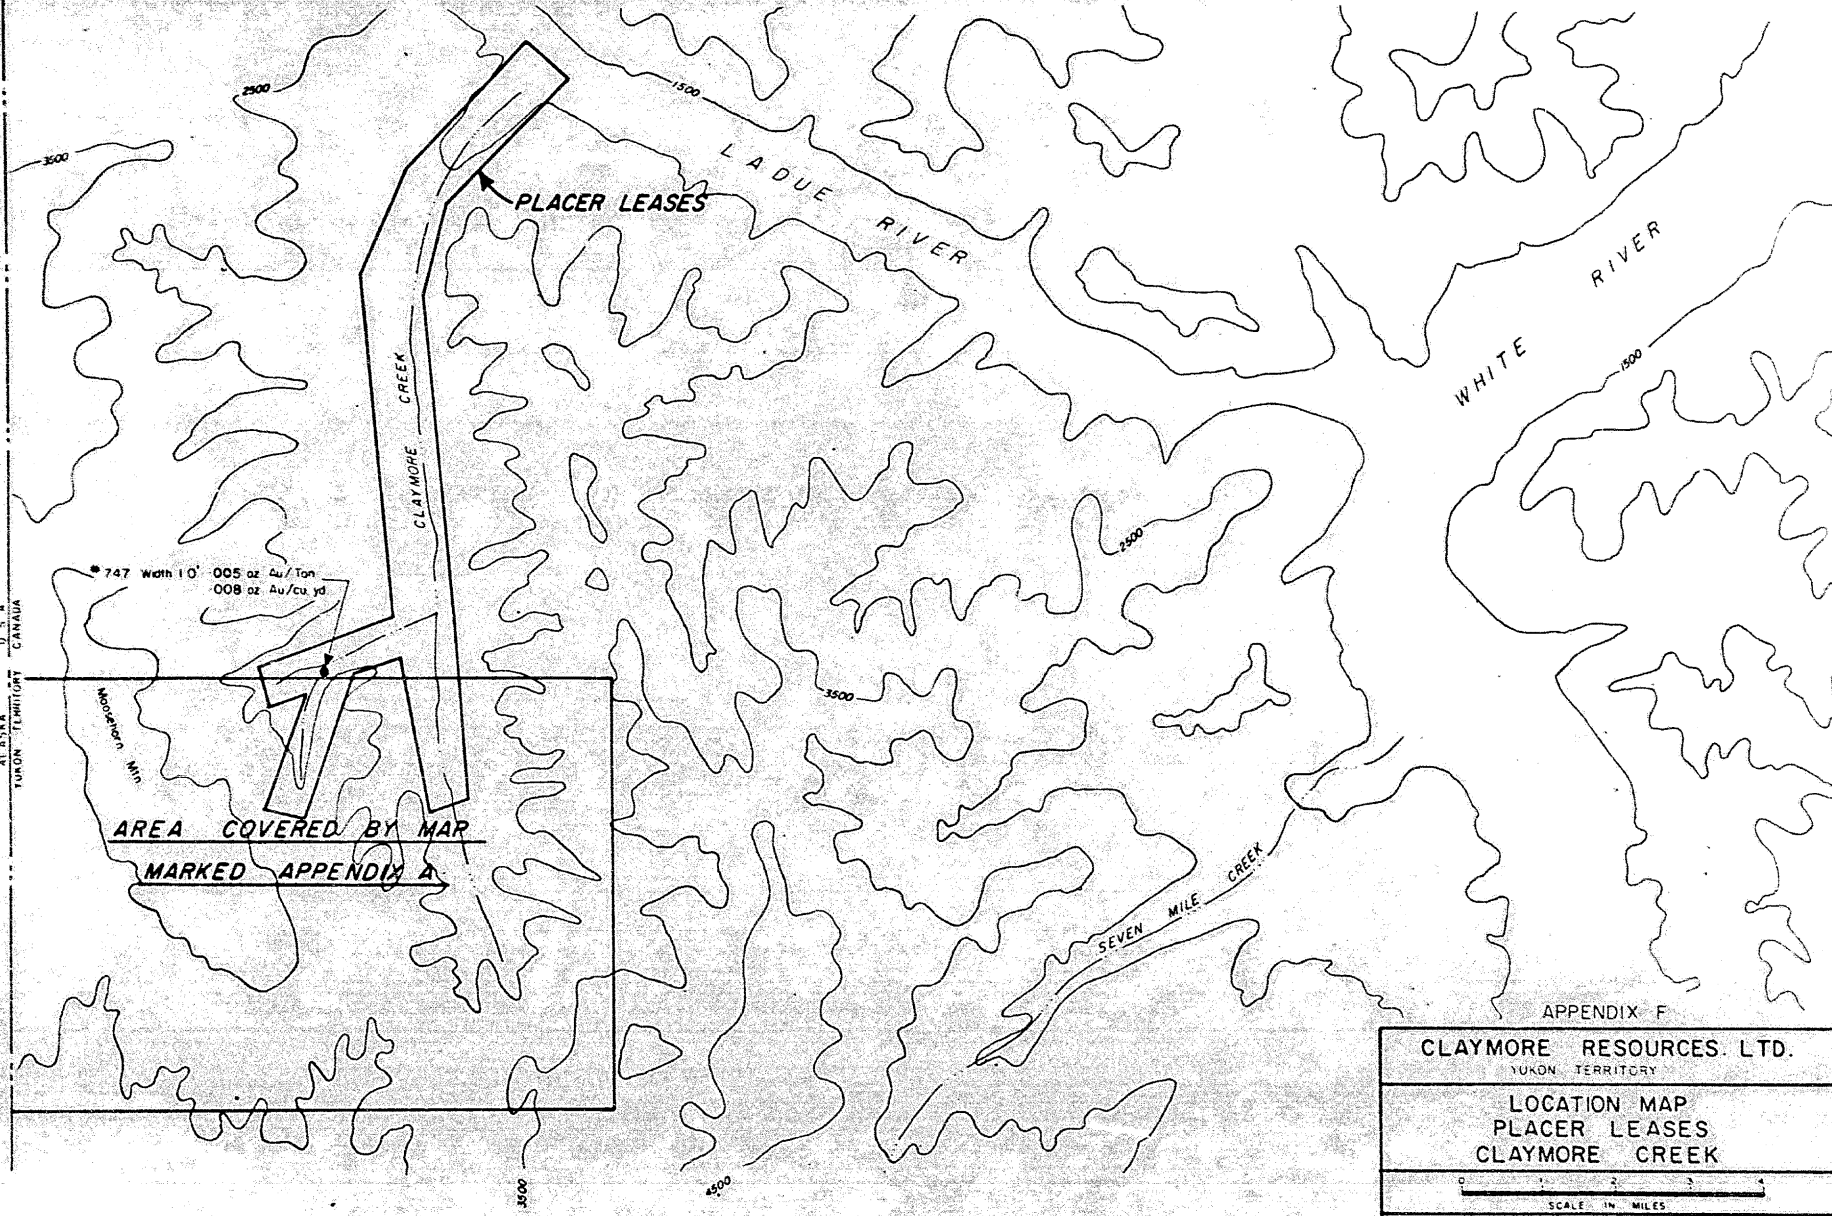 2500
1500
3500
LADUE RIVER
PLACER LEASES
WHITE RIVER
1500
CLAYMORE CREEK
2500
# 747 Width 10' .005 oz Au/Ton
.008 oz Au/cu. yd.
ALASKA U S A
YUKON TERRITORY CANADA
Moosehorn Mtn
3500
AREA COVERED BY MAP
MARKED APPENDIX A
SEVEN MILE CREEK
3500
4500
APPENDIX F
CLAYMORE RESOURCES. LTD.
YUKON TERRITORY
LOCATION MAP
PLACER LEASES
CLAYMORE CREEK
0 1 2 3 4
SCALE IN MILES